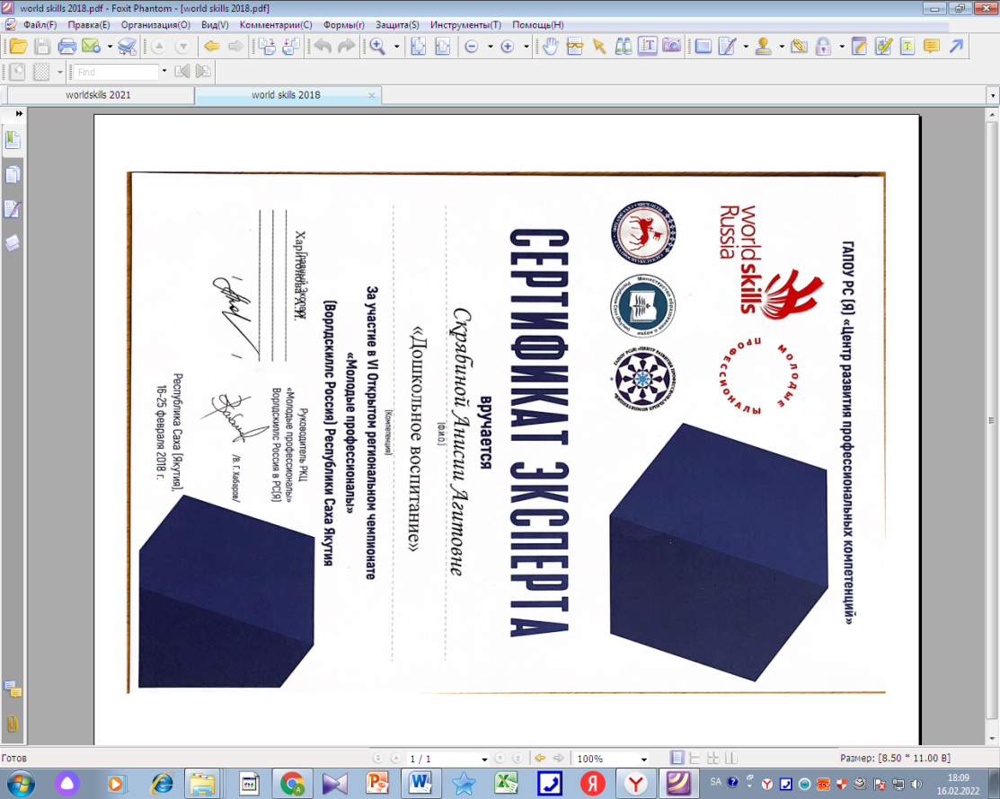 world skills 2018.pdf - Foxit Phantom - [world skills 2018.pdf]
Файл(F) Правка(E) Организация(O) Вид(V) Комментарии(C) Формы(r) Защита(S) Инструменты(T) Помощь(H)
Find
worldskills 2021
world skills 2018
ГАПОУ РС (Я) «Центр развития профессиональных компетенций»
world skills
Russia
МОЛОДЫЕ
ПРОФЕССИОНАЛЫ
СЕРТИФИКАТ ЭКСПЕРТА
вручается
Скрябиной Анисии Агитовне
(Ф.И.О.)
«Дошкольное воспитание»
(Компетенция)
За участие в VI Открытом региональном чемпионате
«Молодые профессионалы»
(Ворлдскиллс Россия) Республики Саха Якутия
Главный эксперт
Харитонова А.И.
Руководитель РКЦ
«Молодые профессионалы»
Ворлдскиллс Россия в РС(Я)
/В. Г. Хабаров/
Республика Саха (Якутия),
16-25 февраля 2018 г.
Готов
1 / 1
100%
Размер: [8.50 * 11.00 В]
SA
18:09
16.02.2022